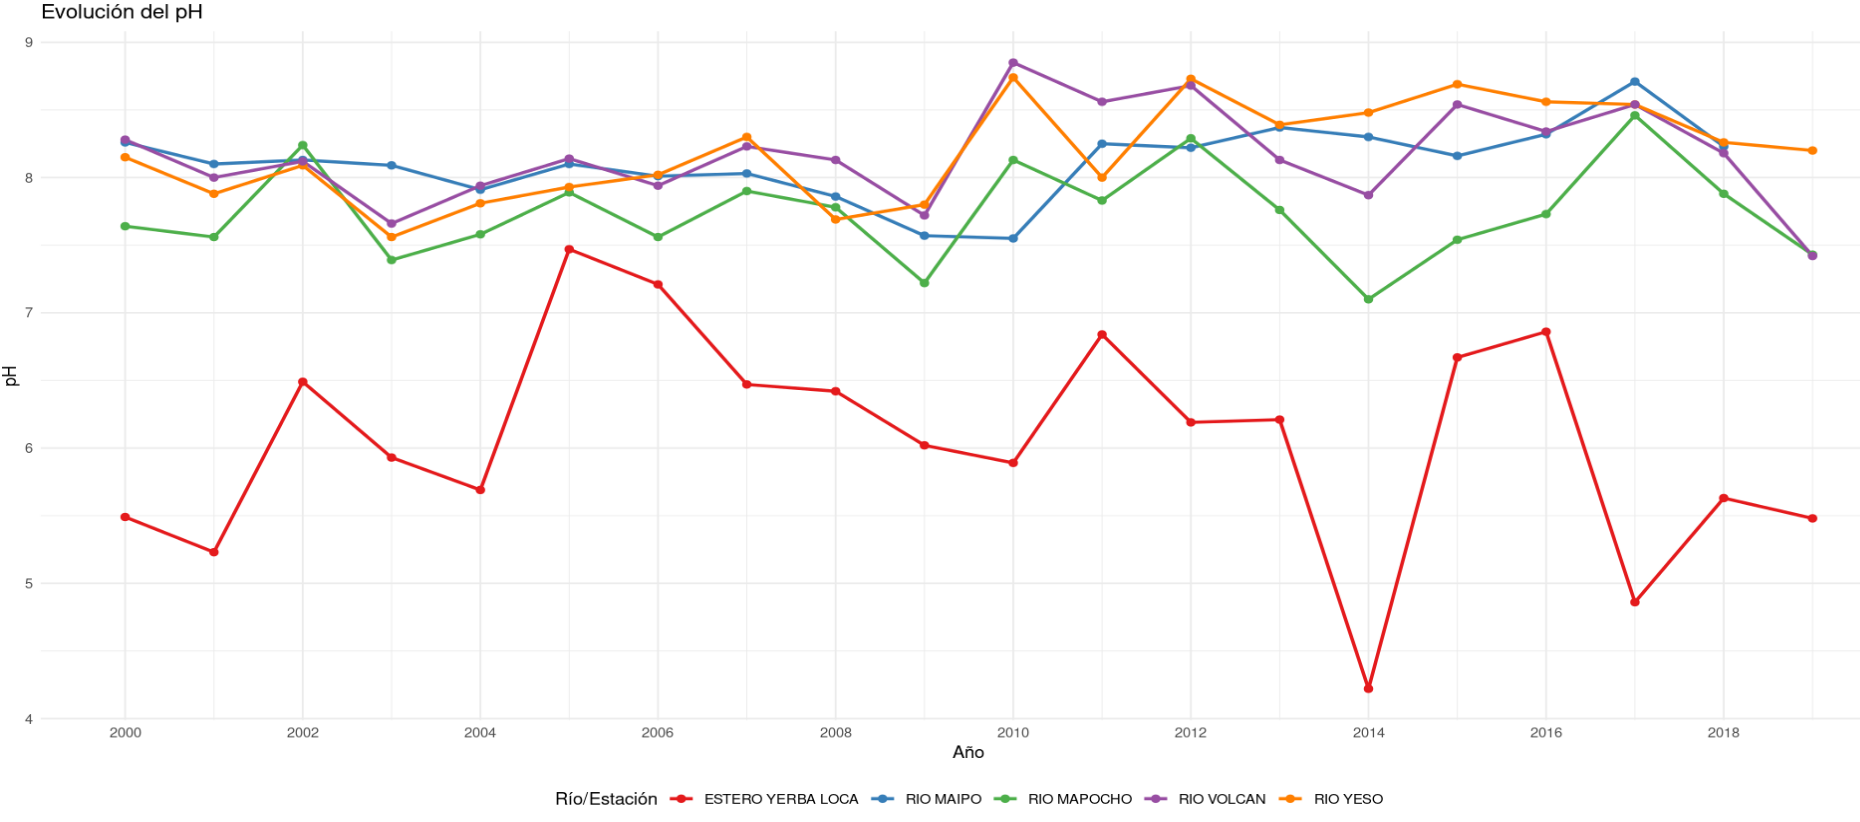 Evolución del pH
9
8
7
6
5
4
pH
2000 2002 2004 2006 2008 2010 2012 2014 2016 2018
Año
Río/Estación ESTERO YERBA LOCA RIO MAIPO RIO MAPOCHO RIO VOLCAN RIO YESO